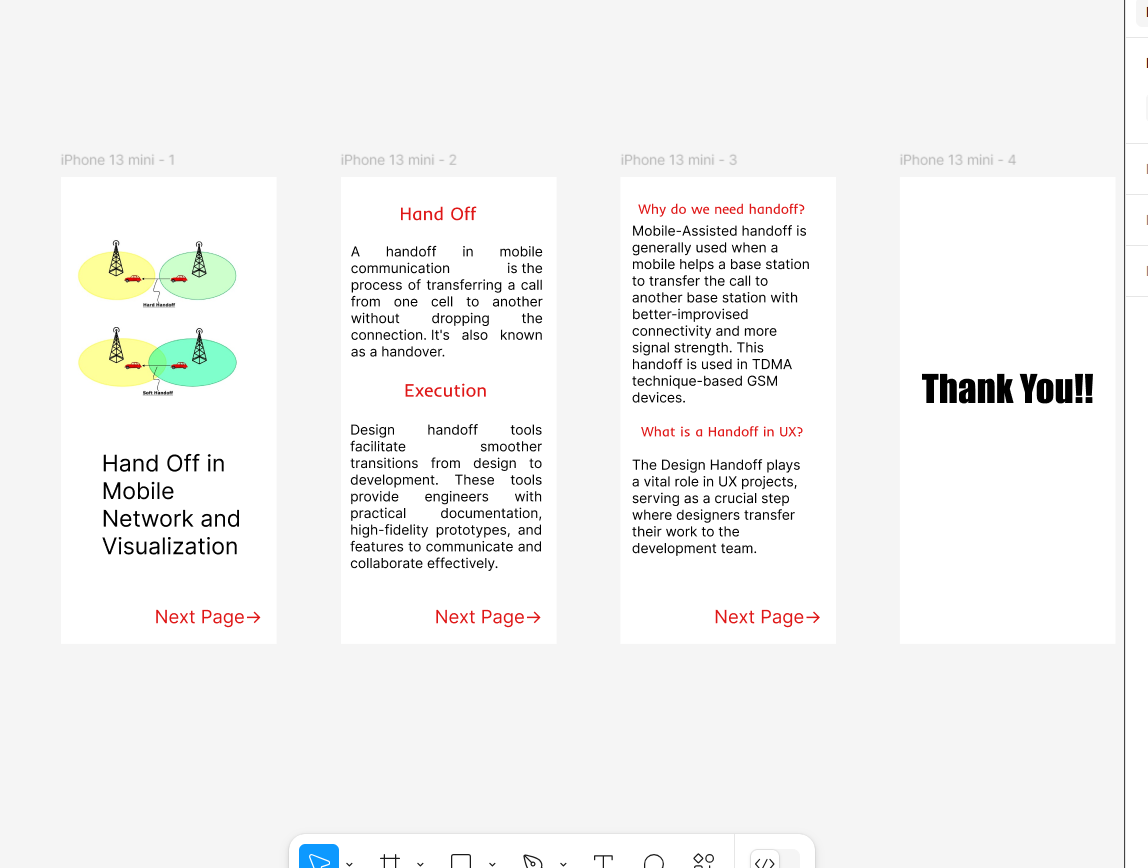 iPhone 13 mini - 1
Hard Handoff
Soft Handoff
Hand Off in
Mobile
Network and
Visualization
Next Page→
iPhone 13 mini - 2
Hand Off
A handoff in mobile
communication is the
process of transferring a call
from one cell to another
without dropping the
connection. It's also known
as a handover.
Execution
Design handoff tools
facilitate smoother
transitions from design to
development. These tools
provide engineers with
practical documentation,
high-fidelity prototypes, and
features to communicate and
collaborate effectively.
Next Page→
iPhone 13 mini - 3
Why do we need handoff?
Mobile-Assisted handoff is
generally used when a
mobile helps a base station
to transfer the call to
another base station with
better-improvised
connectivity and more
signal strength. This
handoff is used in TDMA
technique-based GSM
devices.
What is a Handoff in UX?
The Design Handoff plays
a vital role in UX projects,
serving as a crucial step
where designers transfer
their work to the
development team.
Next Page→
iPhone 13 mini - 4
Thank You!!